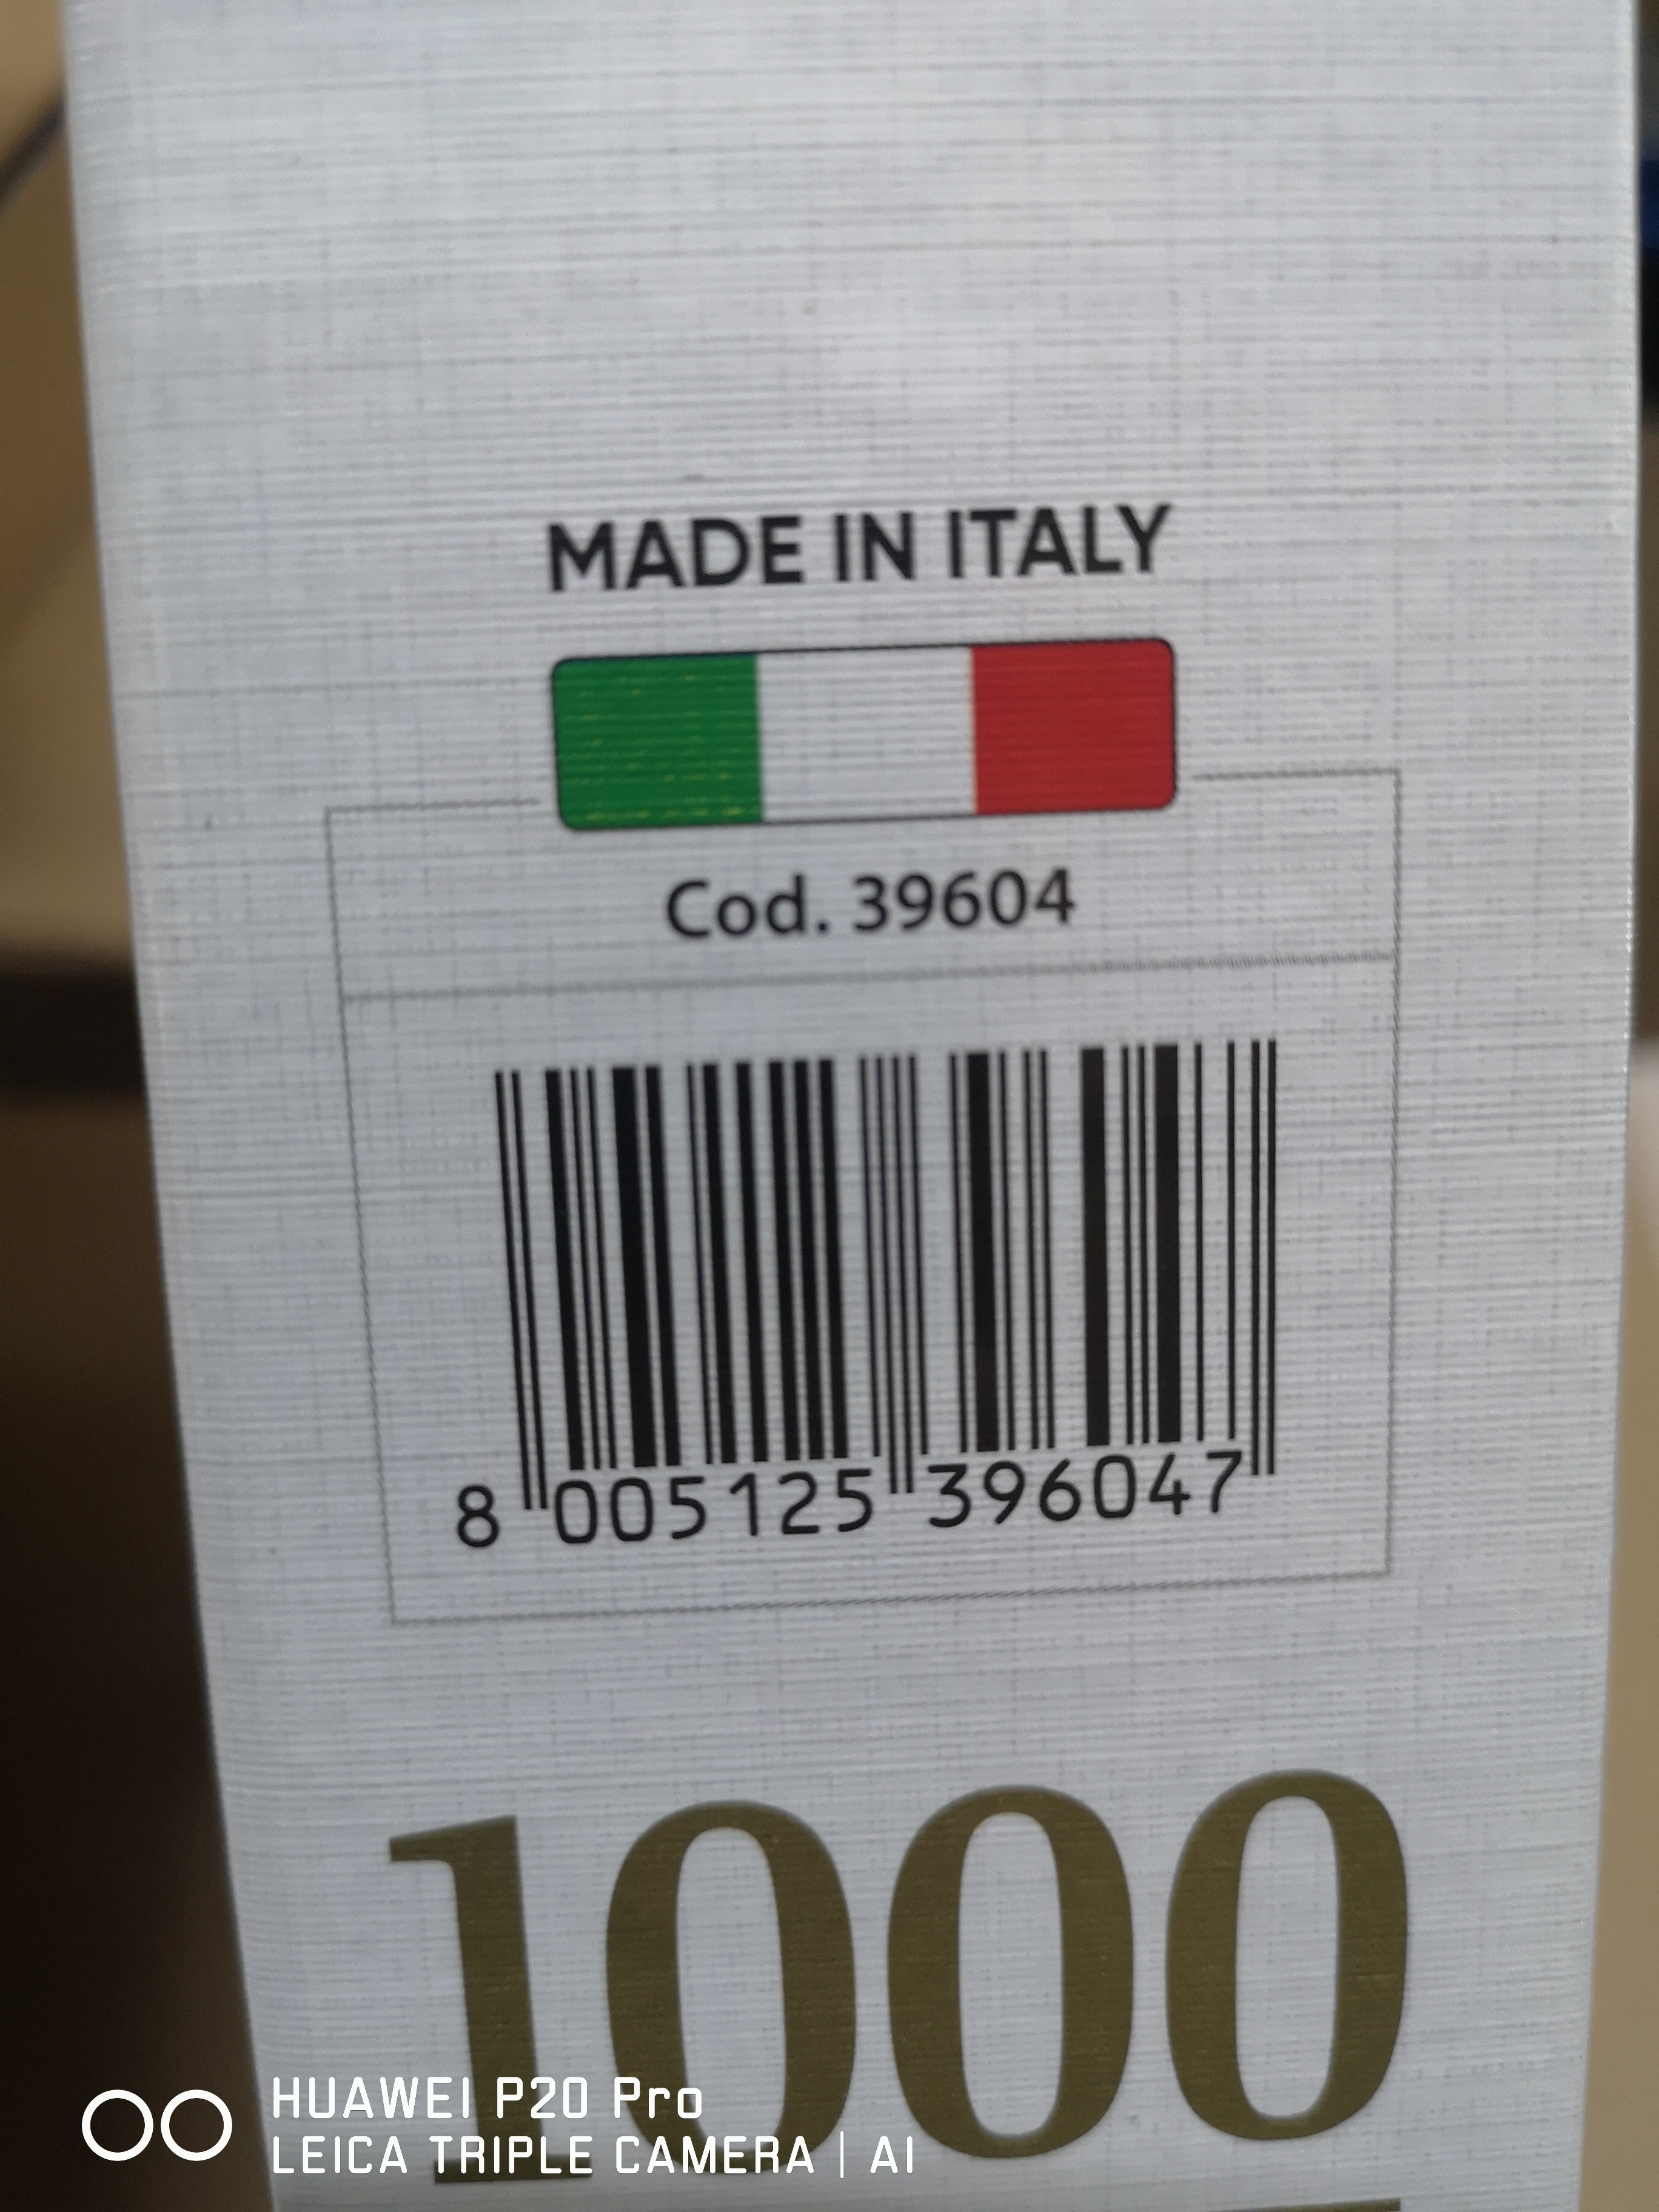 MADE IN ITALY
Cod. 39604
8 005125 396047
1000
HUAWEI P20 Pro
LEICA TRIPLE CAMERA | AI